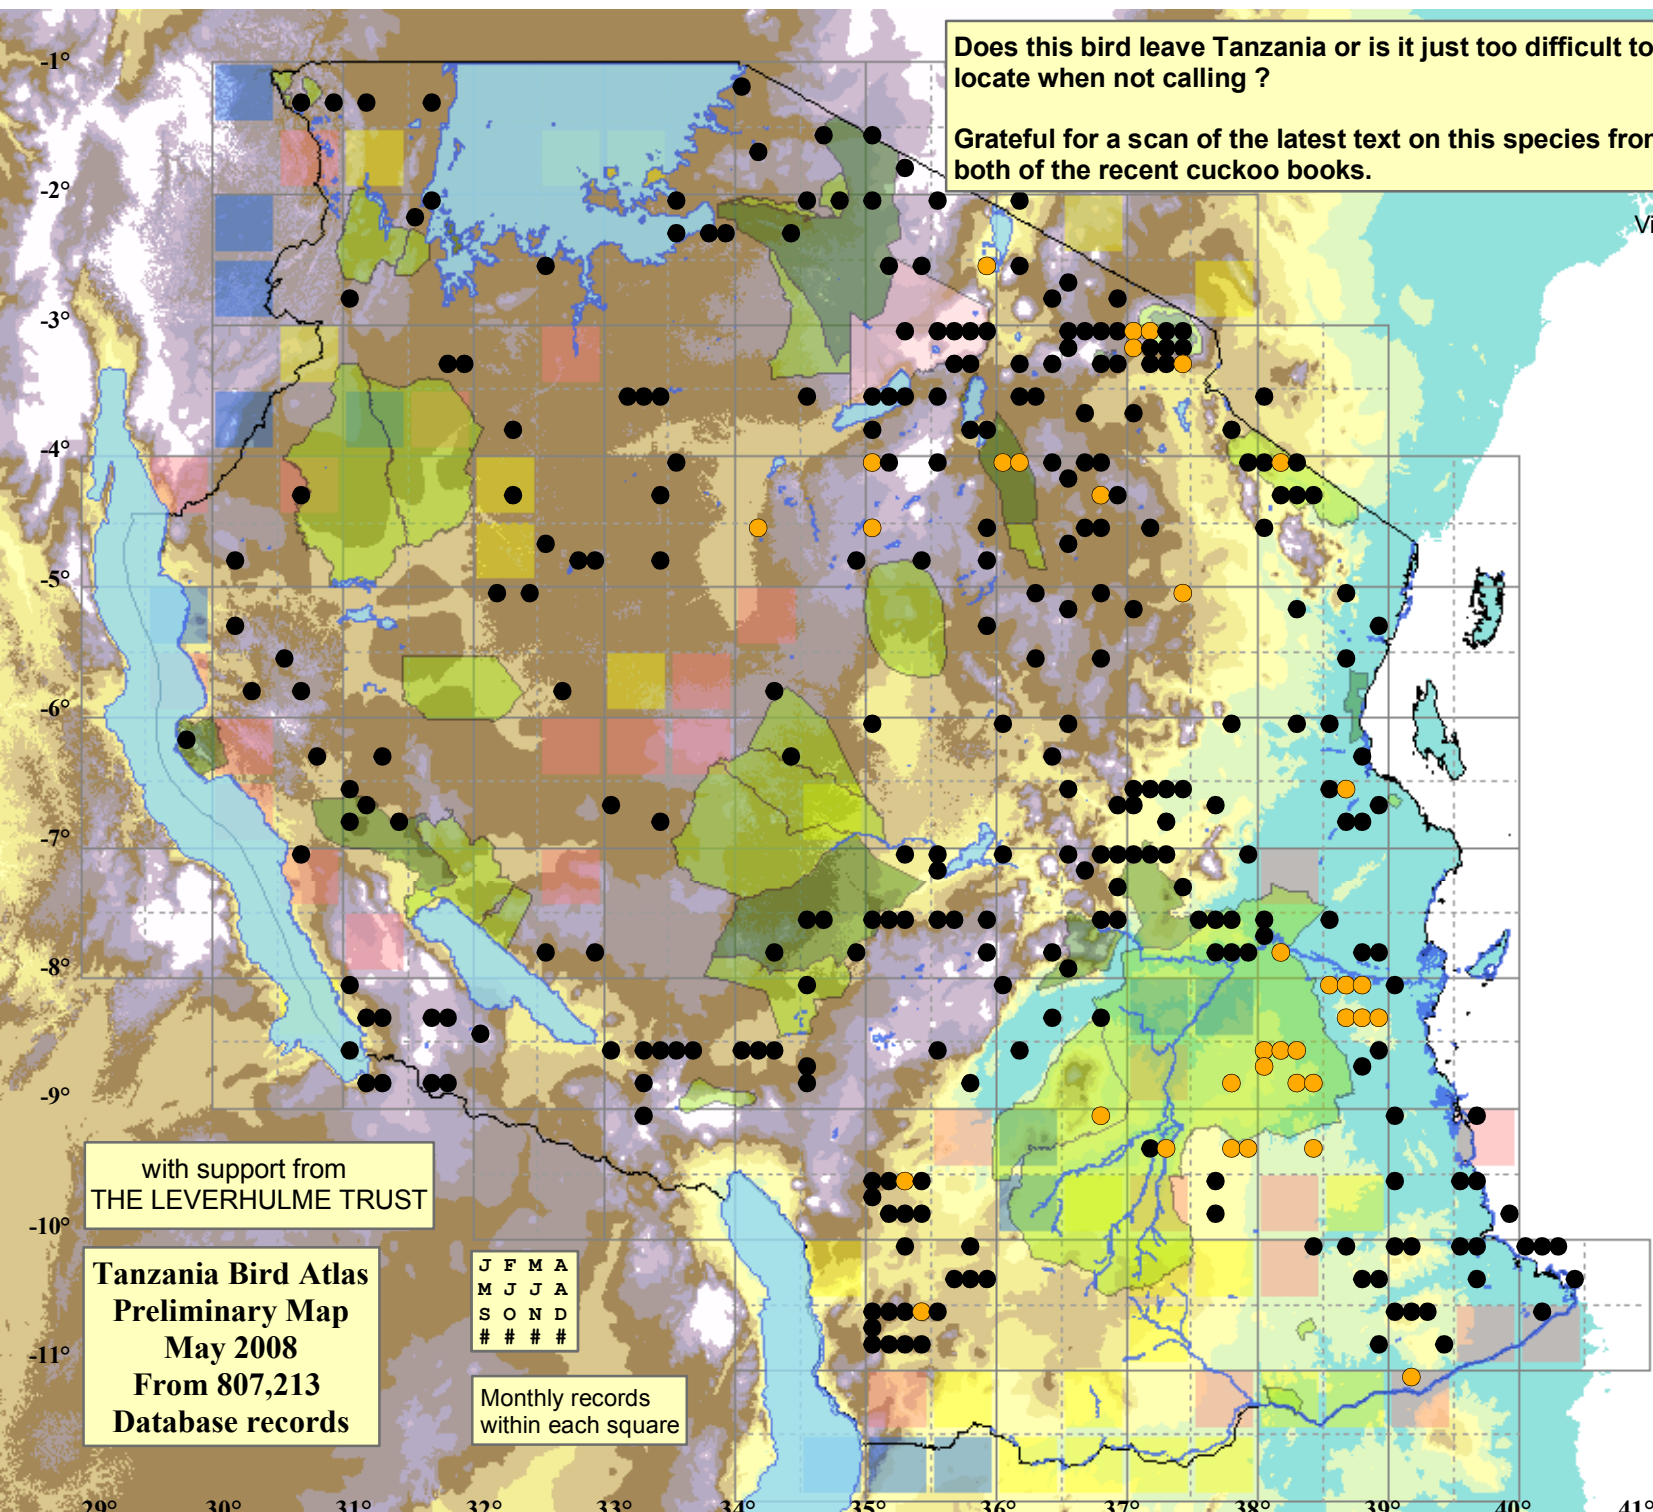 Does this bird leave Tanzania or is it just too difficult to
locate when not calling ?
Grateful for a scan of the latest text on this species from
both of the recent cuckoo books.
-1°
-2°
-3°
-4°
-5°
-6°
-7°
-8°
-9°
-10°
-11°
with support from
THE LEVERHULME TRUST
Tanzania Bird Atlas
Preliminary Map
May 2008
From 807,213
Database records
J F M A
M J J A
S O N D
# # # #
Monthly records
within each square
29° 30° 31° 32° 33° 34° 35° 36° 37° 38° 39° 40° 41°